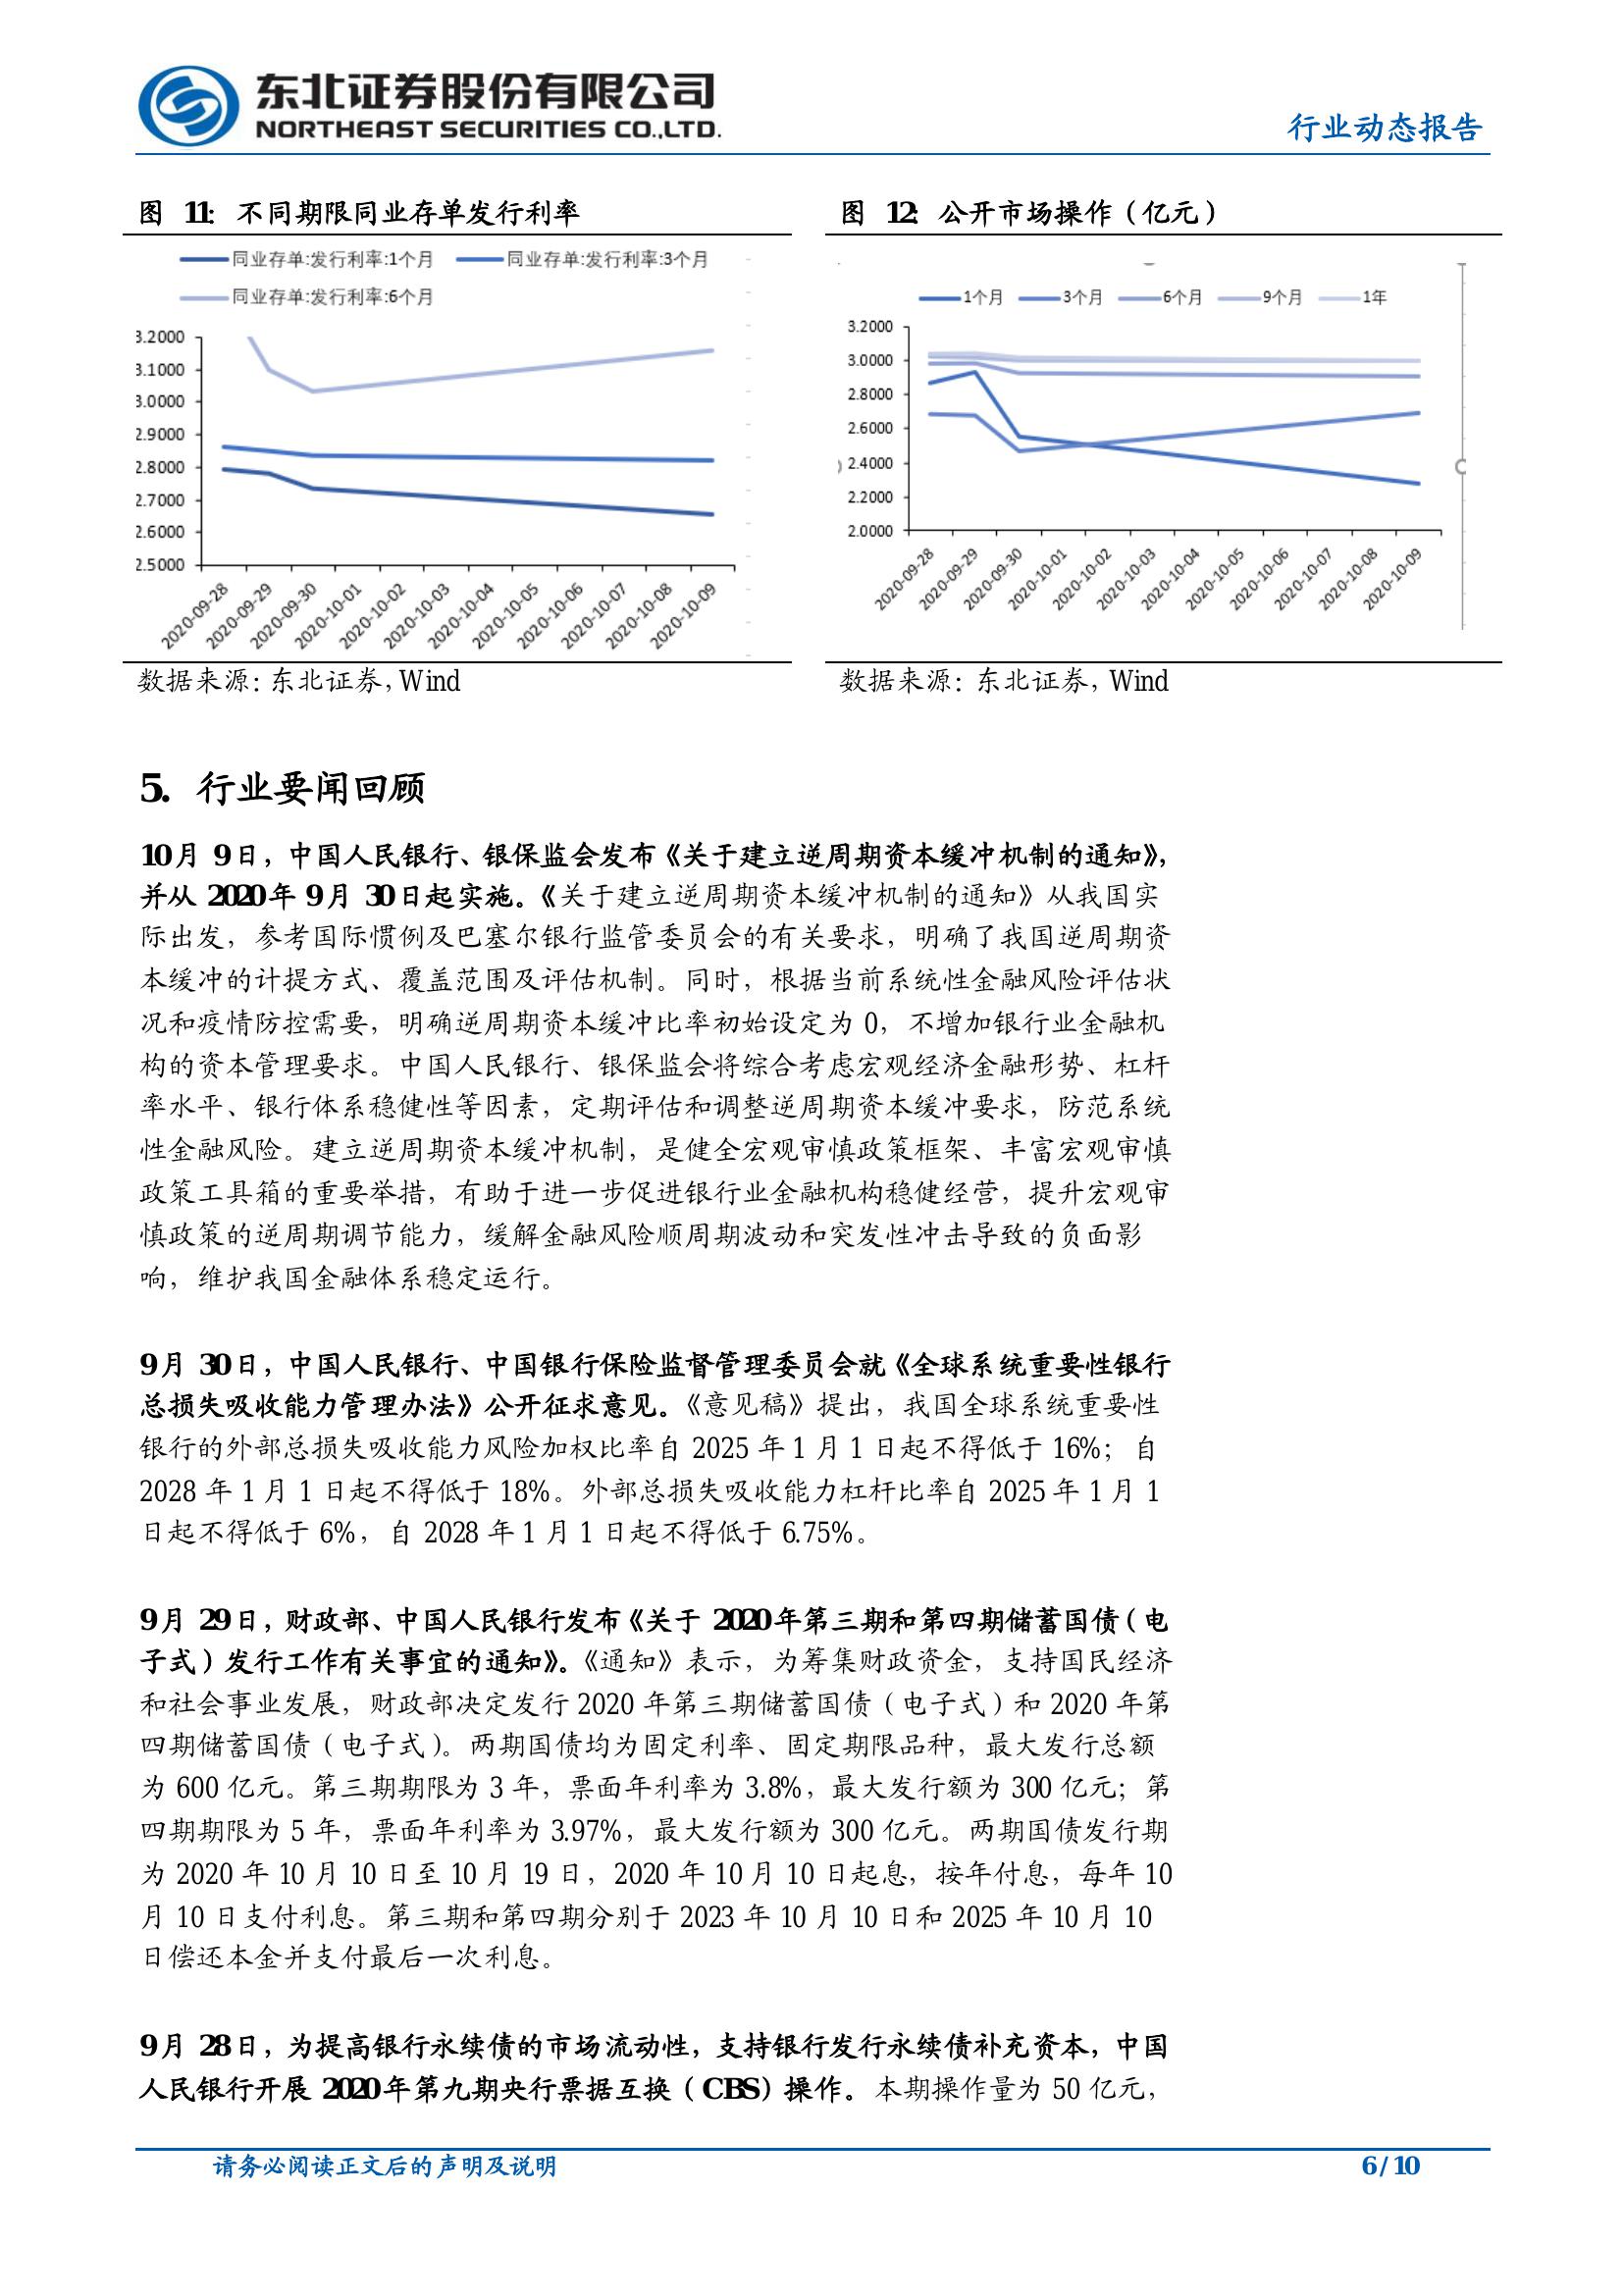 东北证券股份有限公司
NORTHEAST SECURITIES CO.,LTD.
行业动态报告
图 11：不同期限同业存单发行利率
同业存单:发行利率:1个月 同业存单:发行利率:3个月
同业存单:发行利率:6个月
3.2000
3.1000
3.0000
2.9000
2.8000
2.7000
2.6000
2.5000
2020-09-28 2020-09-29 2020-09-30 2020-10-01 2020-10-02 2020-10-03 2020-10-04 2020-10-05 2020-10-06 2020-10-07 2020-10-08 2020-10-09
数据来源：东北证券，Wind
图 12：公开市场操作（亿元）
1个月 3个月 6个月 9个月 1年
3.2000
3.0000
2.8000
2.6000
2.4000
2.2000
2.0000
2020-09-28 2020-09-29 2020-09-30 2020-10-01 2020-10-02 2020-10-03 2020-10-04 2020-10-05 2020-10-06 2020-10-07 2020-10-08 2020-10-09
数据来源：东北证券，Wind
5. 行业要闻回顾
10 月 9 日，中国人民银行、银保监会发布《关于建立逆周期资本缓冲机制的通知》，
并从 2020 年 9 月 30 日起实施。《关于建立逆周期资本缓冲机制的通知》从我国实
际出发，参考国际惯例及巴塞尔银行监管委员会的有关要求，明确了我国逆周期资
本缓冲的计提方式、覆盖范围及评估机制。同时，根据当前系统性金融风险评估状
况和疫情防控需要，明确逆周期资本缓冲比率初始设定为 0，不增加银行业金融机
构的资本管理要求。中国人民银行、银保监会将综合考虑宏观经济金融形势、杠杆
率水平、银行体系稳健性等因素，定期评估和调整逆周期资本缓冲要求，防范系统
性金融风险。建立逆周期资本缓冲机制，是健全宏观审慎政策框架、丰富宏观审慎
政策工具箱的重要举措，有助于进一步促进银行业金融机构稳健经营，提升宏观审
慎政策的逆周期调节能力，缓解金融风险顺周期波动和突发性冲击导致的负面影
响，维护我国金融体系稳定运行。
9 月 30 日，中国人民银行、中国银行保险监督管理委员会就《全球系统重要性银行
总损失吸收能力管理办法》公开征求意见。《意见稿》提出，我国全球系统重要性
银行的外部总损失吸收能力风险加权比率自 2025 年 1 月 1 日起不得低于 16%；自
2028 年 1 月 1 日起不得低于 18%。外部总损失吸收能力杠杆比率自 2025 年 1 月 1
日起不得低于 6%，自 2028 年 1 月 1 日起不得低于 6.75%。
9 月 29 日，财政部、中国人民银行发布《关于 2020 年第三期和第四期储蓄国债（电
子式）发行工作有关事宜的通知》。《通知》表示，为筹集财政资金，支持国民经济
和社会事业发展，财政部决定发行 2020 年第三期储蓄国债（电子式）和 2020 年第
四期储蓄国债（电子式）。两期国债均为固定利率、固定期限品种，最大发行总额
为 600 亿元。第三期期限为 3 年，票面年利率为 3.8%，最大发行额为 300 亿元；第
四期期限为 5 年，票面年利率为 3.97%，最大发行额为 300 亿元。两期国债发行期
为 2020 年 10 月 10 日至 10 月 19 日，2020 年 10 月 10 日起息，按年付息，每年 10
月 10 日支付利息。第三期和第四期分别于 2023 年 10 月 10 日和 2025 年 10 月 10
日偿还本金并支付最后一次利息。
9 月 28 日，为提高银行永续债的市场流动性，支持银行发行永续债补充资本，中国
人民银行开展 2020 年第九期央行票据互换（CBS）操作。本期操作量为 50 亿元，
请务必阅读正文后的声明及说明
6 / 10